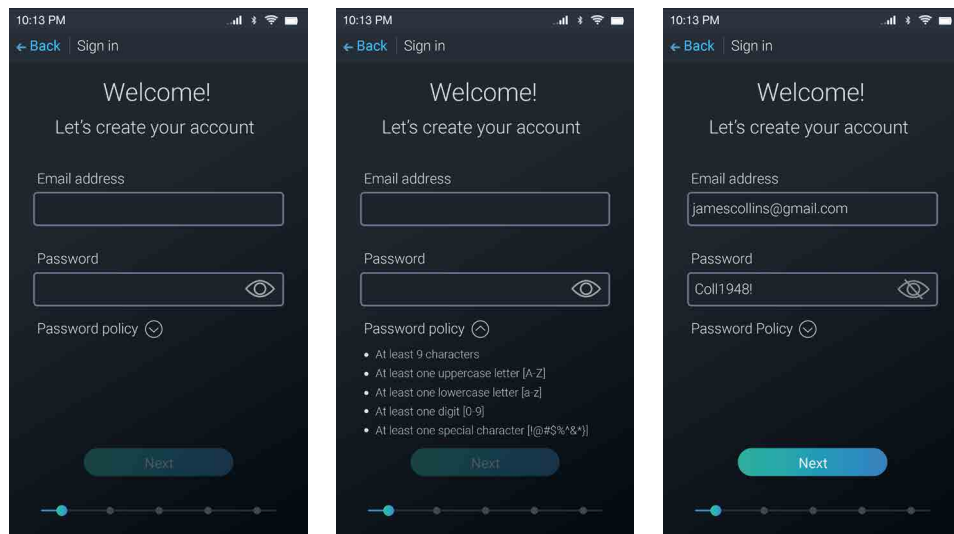 10:13 PM
← Back Sign in
Welcome!
Let's create your account
Email address
Password
Password policy
Next
10:13 PM
← Back Sign in
Welcome!
Let's create your account
Email address
Password
Password policy
• At least 9 characters
• At least one uppercase letter [A-Z]
• At least one lowercase letter [a-z]
• At least one digit [0-9]
• At least one special character [!@#$%^&*}]
Next
10:13 PM
← Back Sign in
Welcome!
Let's create your account
Email address
jamescollins@gmail.com
Password
Coll1948!
Password Policy
Next